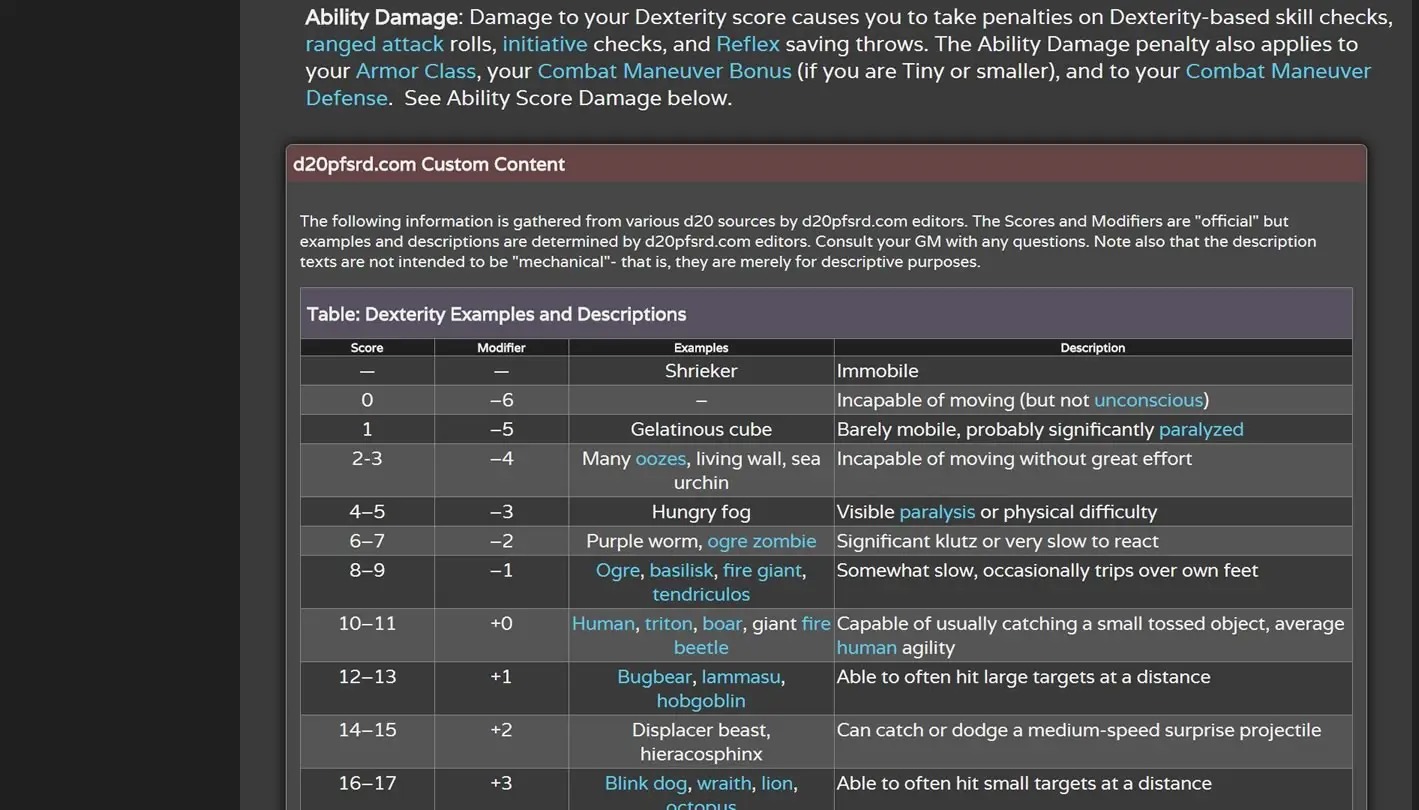 Ability Damage: Damage to your Dexterity score causes you to take penalties on Dexterity-based skill checks,
ranged attack rolls, initiative checks, and Reflex saving throws. The Ability Damage penalty also applies to
your Armor Class, your Combat Maneuver Bonus (if you are Tiny or smaller), and to your Combat Maneuver
Defense.  See Ability Score Damage below.
d20pfsrd.com Custom Content
The following information is gathered from various d20 sources by d20pfsrd.com editors. The Scores and Modifiers are "official" but
examples and descriptions are determined by d20pfsrd.com editors. Consult your GM with any questions. Note also that the description
texts are not intended to be "mechanical"- that is, they are merely for descriptive purposes.
Table: Dexterity Examples and Descriptions
Score Modifier Examples Description
— — Shrieker Immobile
0 –6 – Incapable of moving (but not unconscious)
1 –5 Gelatinous cube Barely mobile, probably significantly paralyzed
2-3 –4 Many oozes, living wall, sea Incapable of moving without great effort
urchin
4–5 –3 Hungry fog Visible paralysis or physical difficulty
6–7 –2 Purple worm, ogre zombie Significant klutz or very slow to react
8–9 –1 Ogre, basilisk, fire giant, Somewhat slow, occasionally trips over own feet
tendriculos
10–11 +0 Human, triton, boar, giant fire Capable of usually catching a small tossed object, average
beetle human agility
12–13 +1 Bugbear, lammasu, Able to often hit large targets at a distance
hobgoblin
14–15 +2 Displacer beast, Can catch or dodge a medium-speed surprise projectile
hieracosphinx
16–17 +3 Blink dog, wraith, lion, Able to often hit small targets at a distance
octopus